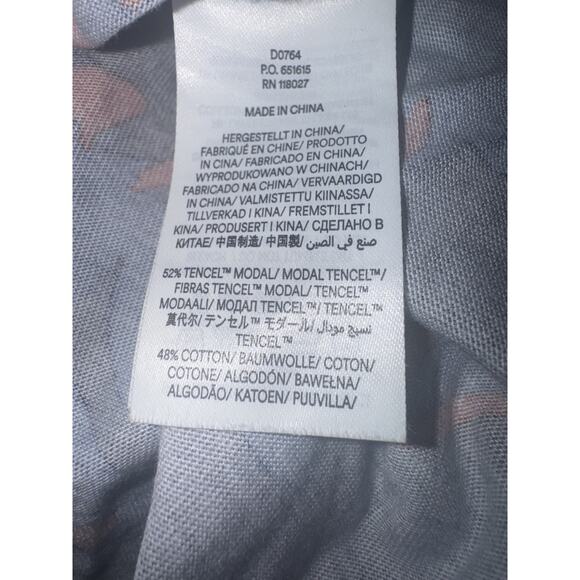 D0764
P.O. 651615
RN 118027
MADE IN CHINA
HERGESTELLT IN CHINA/
FABRIQUÉ EN CHINE/ PRODOTTO
IN CINA/ FABRICADO EN CHINA/
WYPRODUKOWANO W CHINACH/
FABRICADO NA CHINA/ VERVAARDIGD
IN CHINA/ VALMISTETTU KIINASSA/
TILLVERKAD I KINA/ FREMSTILLET I
KINA/ PRODUSERT I KINA/ СДЕЛАНО В
КИТАЕ/ 中国制造/ 中国製/ صنع في الصين/
52% TENCEL™ MODAL/ MODAL TENCEL™/
FIBRAS TENCEL™ MODAL/ TENCEL™
MODAALI/ МОДАЛ TENCEL™/ TENCEL™
莫代尔/ テンセル™ モダール/ نسيج مودال/
TENCEL™
48% COTTON/ BAUMWOLLE/ COTON/
COTONE/ ALGODÓN/ BAWEŁNA/
ALGODÃO/ KATOEN/ PUUVILLA/